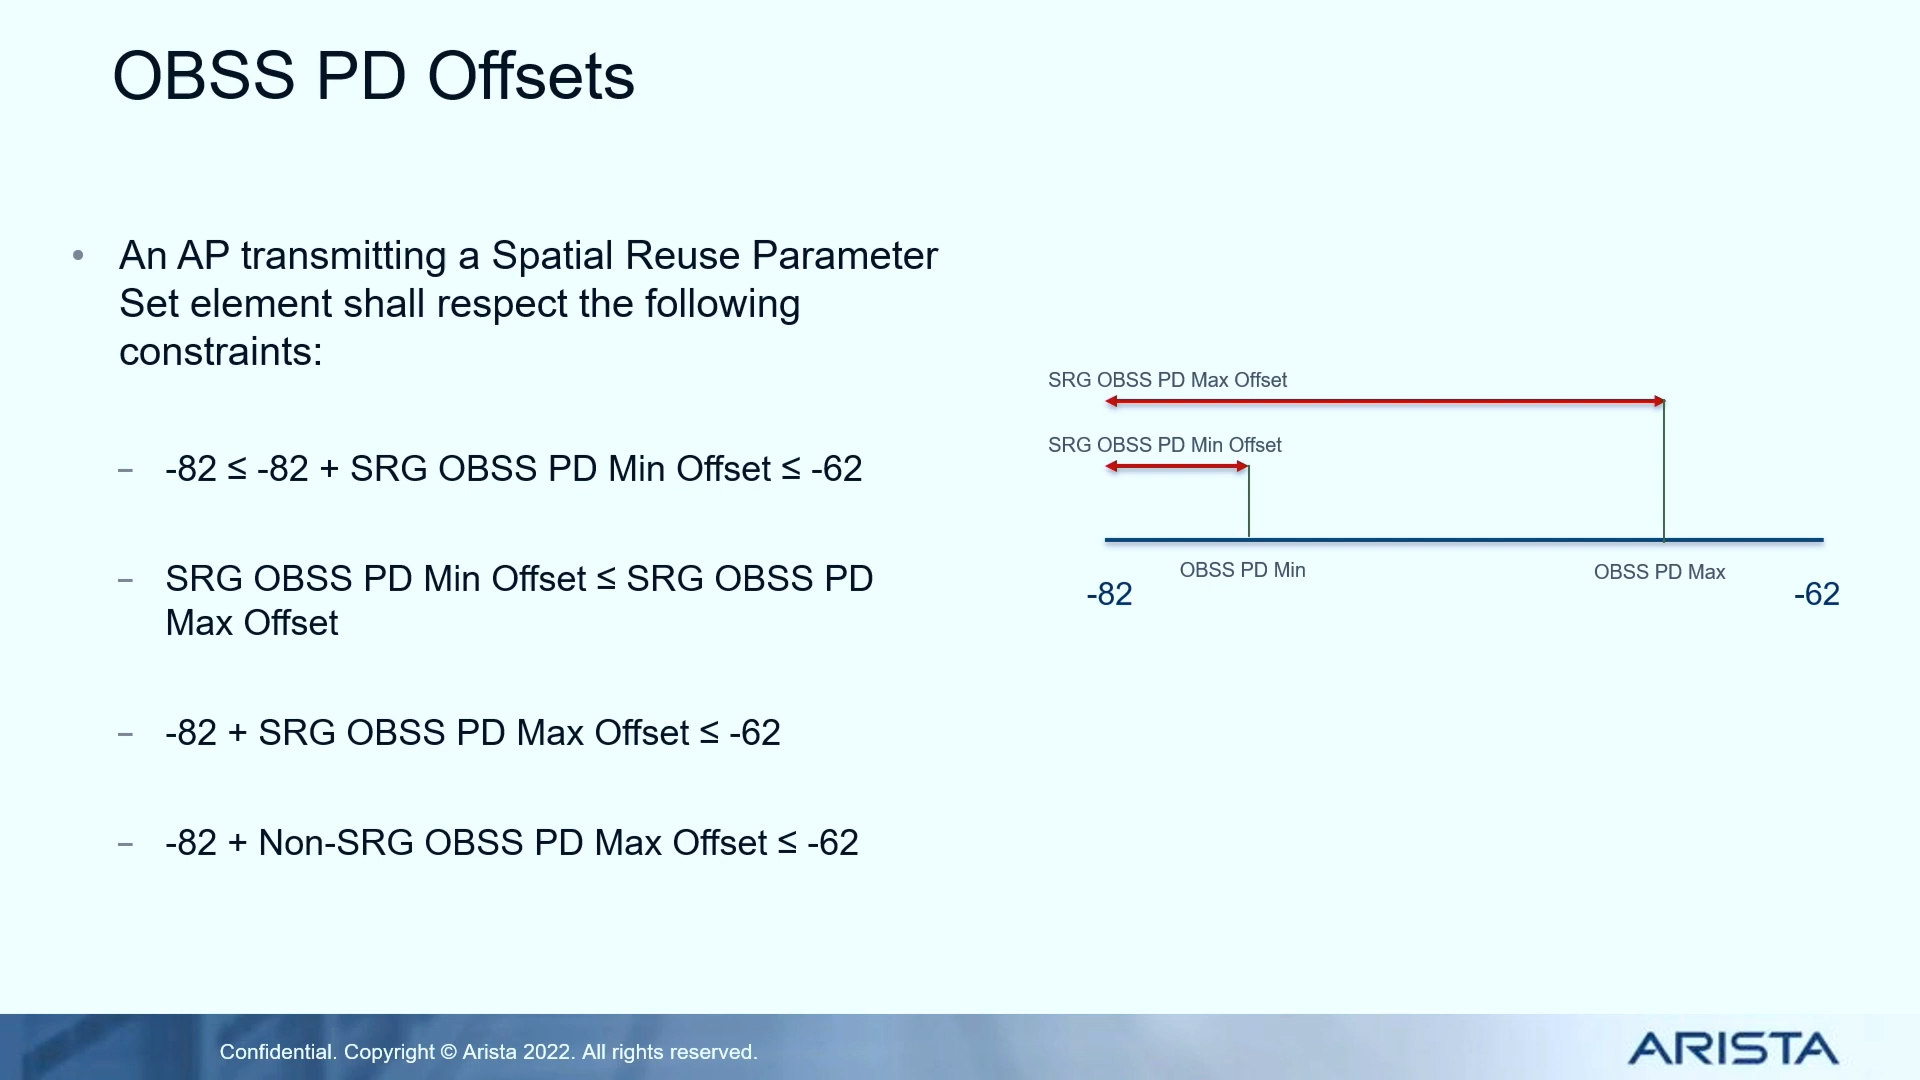 OBSS PD Offsets
• An AP transmitting a Spatial Reuse Parameter
Set element shall respect the following
constraints:
– -82 ≤ -82 + SRG OBSS PD Min Offset ≤ -62
– SRG OBSS PD Min Offset ≤ SRG OBSS PD
Max Offset
– -82 + SRG OBSS PD Max Offset ≤ -62
– -82 + Non-SRG OBSS PD Max Offset ≤ -62
SRG OBSS PD Max Offset
SRG OBSS PD Min Offset
OBSS PD Min
OBSS PD Max
-82
-62
Confidential. Copyright © Arista 2022. All rights reserved.
ARISTA